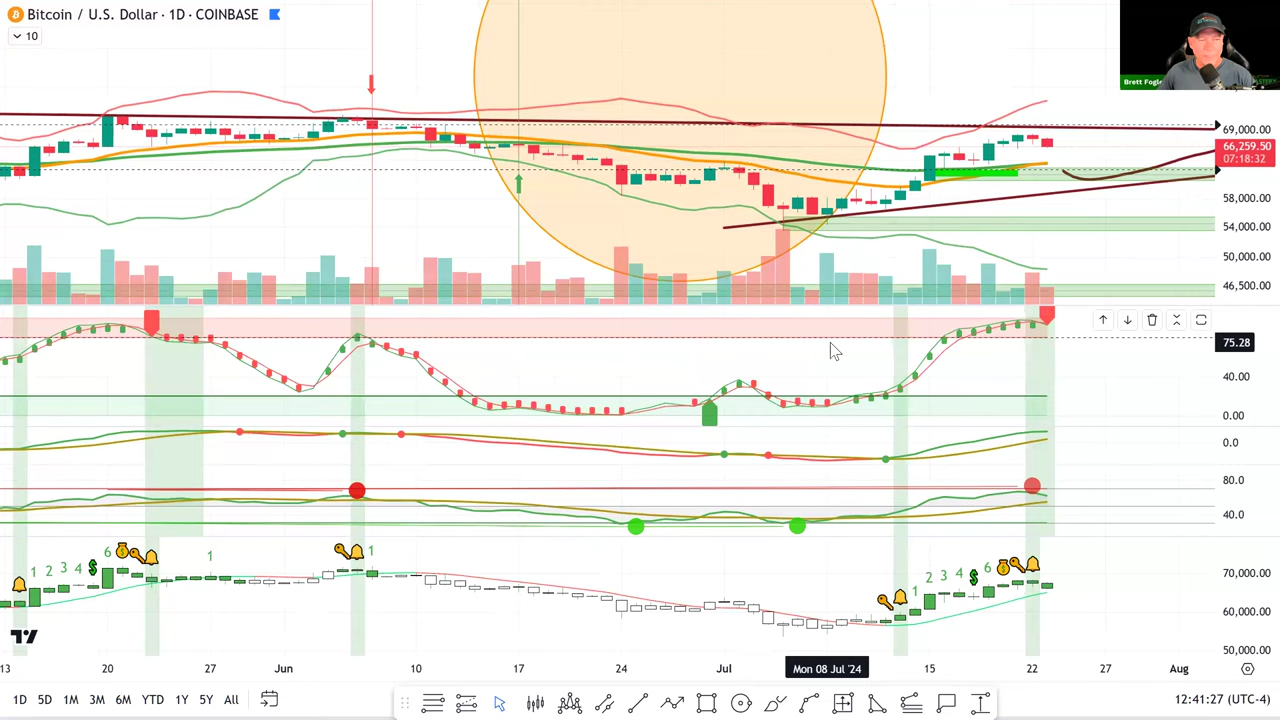 Bitcoin / U.S. Dollar · 1D · COINBASE
10
Brett Fogle
69,000.00
66,259.50
07:18:32
58,000.00
54,000.00
50,000.00
46,500.00
75.28
40.00
0.00
0.0
80.0
40.0
1 2 3 4 $ 6
1
1
1 2 3 4 $ 6
70,000.00
60,000.00
50,000.00
13 20 27 Jun 10 17 24 Jul Mon 08 Jul '24 15 22 27 Aug
1D 5D 1M 3M 6M YTD 1Y 5Y All
12:41:27 (UTC-4)